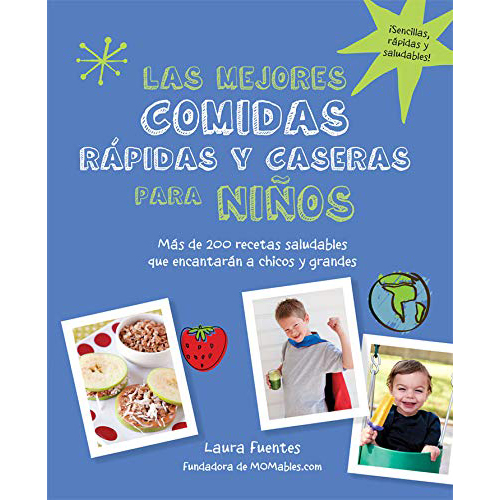 ¡Sencillas,
rápidas y
saludables!
LAS MEJORES
COMIDAS
RÁPIDAS Y CASERAS
PARA NIÑOS
Más de 200 recetas saludables
que encantarán a chicos y grandes
Laura Fuentes
Fundadora de MOMables.com